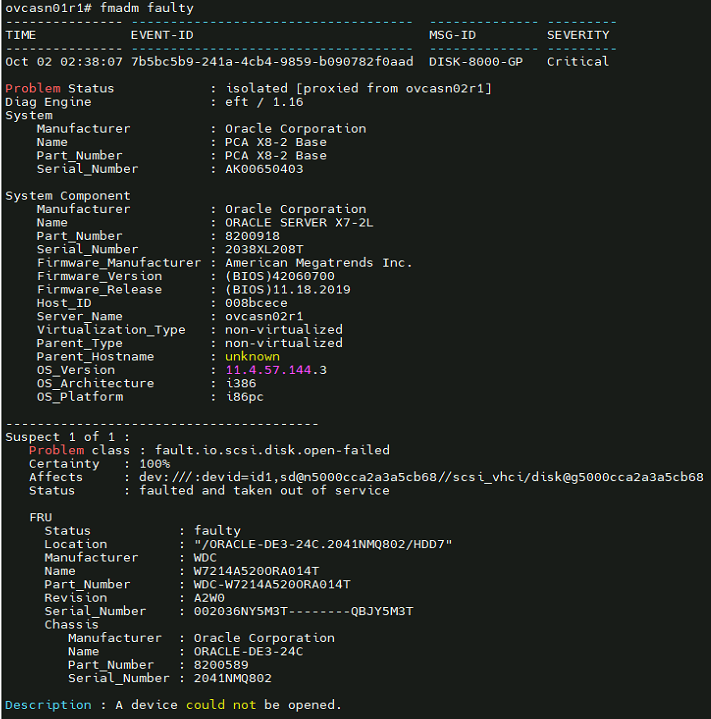 ovcasn01r1# fmadm faulty
--------------- ------------------------------------  -------------- ---------
TIME            EVENT-ID                              MSG-ID         SEVERITY
--------------- ------------------------------------  -------------- ---------
Oct 02 02:38:07 7b5bc5b9-241a-4cb4-9859-b090782f0aad  DISK-8000-GP   Critical
Problem Status            : isolated [proxied from ovcasn02r1]
Diag Engine               : eft / 1.16
System
    Manufacturer          : Oracle Corporation
    Name                  : PCA X8-2 Base
    Part_Number           : PCA X8-2 Base
    Serial_Number         : AK00650403
System Component
    Manufacturer          : Oracle Corporation
    Name                  : ORACLE SERVER X7-2L
    Part_Number           : 8200918
    Serial_Number         : 2038XL208T
    Firmware_Manufacturer : American Megatrends Inc.
    Firmware_Version      : (BIOS)42060700
    Firmware_Release      : (BIOS)11.18.2019
    Host_ID               : 008bcece
    Server_Name           : ovcasn02r1
    Virtualization_Type   : non-virtualized
    Parent_Type           : non-virtualized
    Parent_Hostname       : unknown
    OS_Version            : 11.4.57.144.3
    OS_Architecture       : i386
    OS_Platform           : i86pc
----------------------------------------
Suspect 1 of 1 :
   Problem class : fault.io.scsi.disk.open-failed
   Certainty   : 100%
   Affects     : dev:///:devid=id1,sd@n5000cca2a3a5cb68//scsi_vhci/disk@g5000cca2a3a5cb68
   Status      : faulted and taken out of service
   FRU
     Status           : faulty
     Location         : "/ORACLE-DE3-24C.2041NMQ802/HDD7"
     Manufacturer     : WDC
     Name             : W7214A520ORA014T
     Part_Number      : WDC-W7214A520ORA014T
     Revision         : A2W0
     Serial_Number    : 002036NY5M3T--------QBJY5M3T
     Chassis
        Manufacturer  : Oracle Corporation
        Name          : ORACLE-DE3-24C
        Part_Number   : 8200589
        Serial_Number : 2041NMQ802
Description : A device could not be opened.